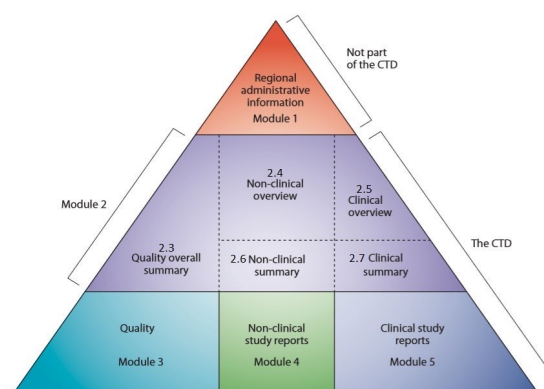 Not part
of the CTD
Regional
administrative
information
Module 1
2.4
Non-clinical
overview
2.5
Clinical
overview
Module 2
The CTD
2.3
Quality overall
summary
2.6 Non-clinical
summary
2.7 Clinical
summary
Quality
Module 3
Non-clinical
study reports
Module 4
Clinical study
reports
Module 5